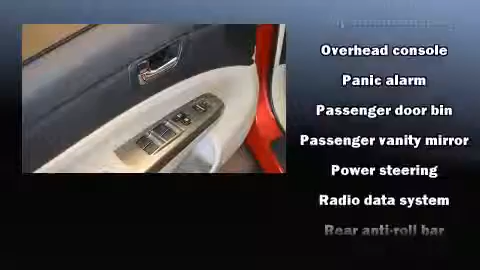 Overhead console
Panic alarm
Passenger door bin
Passenger vanity mirror
Power steering
Radio data system
Rear anti-roll bar